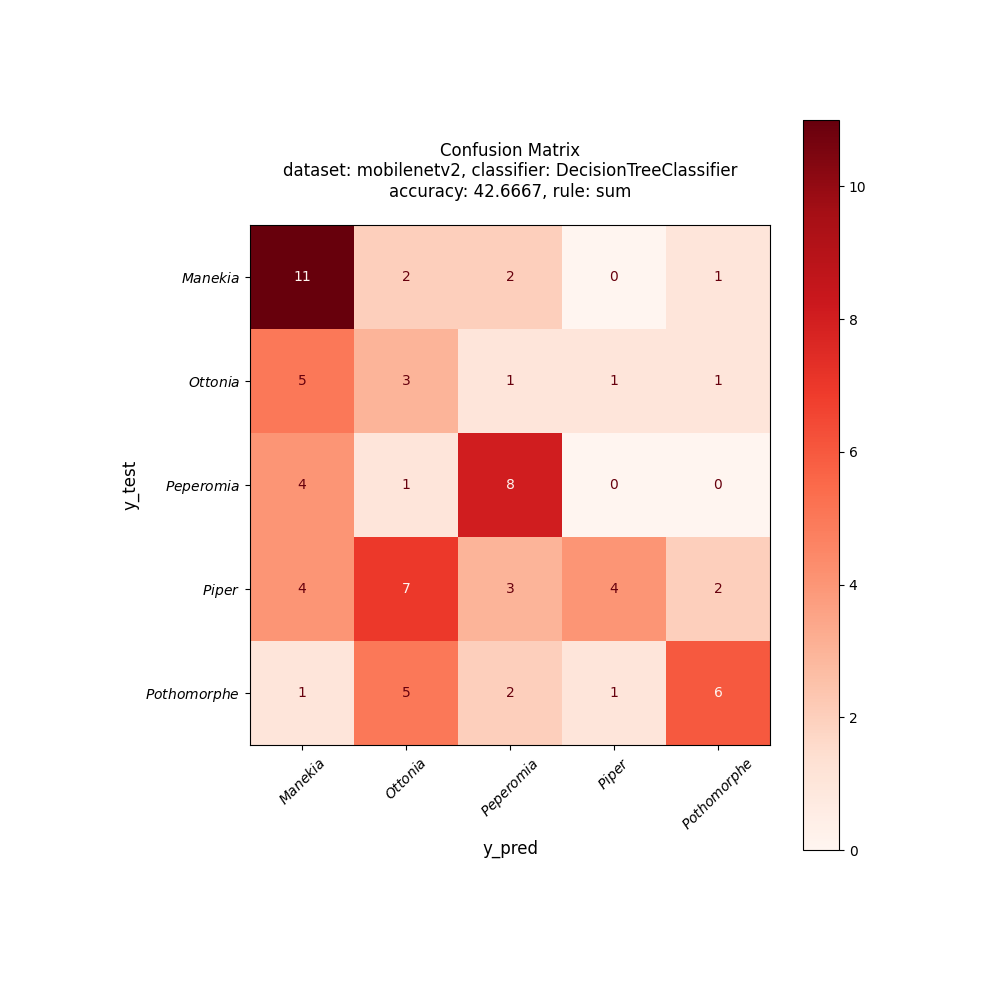 Confusion Matrix
dataset: mobilenetv2, classifier: DecisionTreeClassifier
accuracy: 42.6667, rule: sum
Manekia 11 2 2 0 1
Ottonia 5 3 1 1 1
Peperomia 4 1 8 0 0
Piper 4 7 3 4 2
Pothomorphe 1 5 2 1 6
Manekia Ottonia Peperomia Piper Pothomorphe
y_pred
y_test
10
8
6
4
2
0